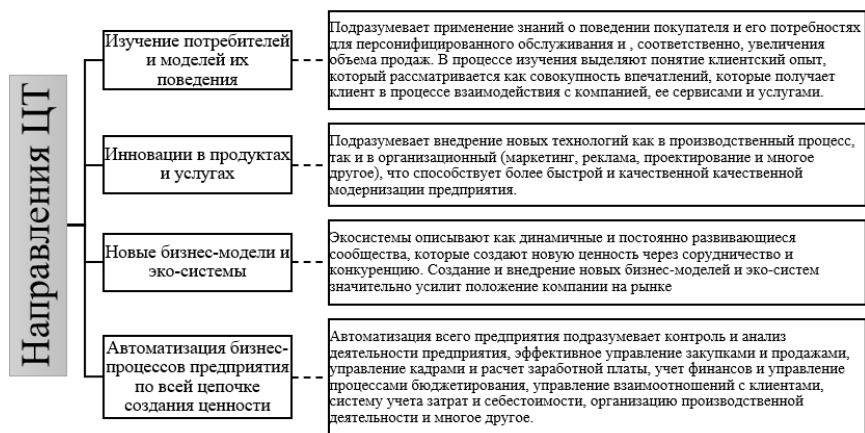 Направления ЦТ
Изучение потребителей
и моделей их
поведения
Подразумевает применение знаний о поведении покупателя и его потребностях
для персонифицированного обслуживания и , соответственно, увеличения
объема продаж. В процессе изучения выделяют понятие клиентский опыт,
который рассматривается как совокупность впечатлений, которые получает
клиент в процессе взаимодействия с компанией, ее сервисами и услугами.
Инновации в продуктах
и услугах
Подразумевает внедрение новых технологий как в производственный процесс,
так и в организационный (маркетинг, реклама, проектирование и многое
другое), что способствует более быстрой и качественной качественной
модернизации предприятия.
Новые бизнес-модели и
эко-системы
Экосистемы описывают как динамичные и постоянно развивающиеся
сообщества, которые создают новую ценность через сорудничество и
конкуренцию. Создание и внедрение новых бизнес-моделей и эко-систем
значительно усилит положение компании на рынке
Автоматизация бизнес-
процессов предприятия
по всей цепочке
создания ценности
Автоматизация всего предприятия подразумевает контроль и анализ
деятельности предприятия, эффективное управление закупками и продажами,
управление кадрами и расчет заработной платы, учет финансов и управление
процессами бюджетирования, управление взаимоотношений с клиентами,
систему учета затрат и себестоимости, организацию производственной
деятельности и многое другое.